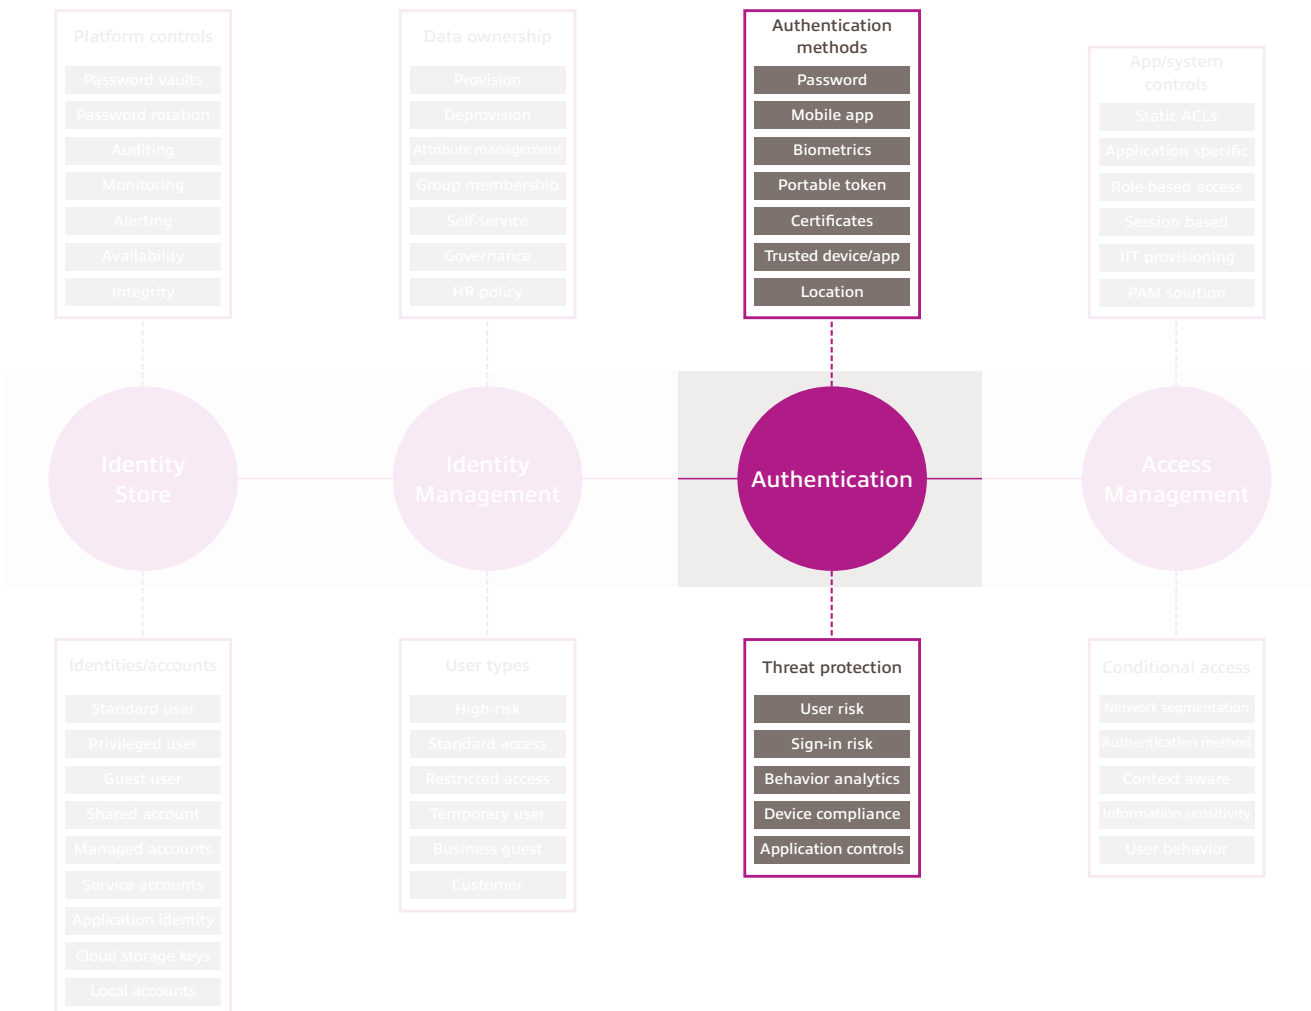 Platform controls
Password vaults
Password rotation
Auditing
Monitoring
Alerting
Availability
Integrity
Data ownership
Provision
Deprovision
Attribute management
Group membership
Self-service
Governance
HR policy
Authentication
methods
Password
Mobile app
Biometrics
Portable token
Certificates
Trusted device/app
Location
App/system
controls
Static ACLs
Application specific
Role-based access
Session based
JIT provisioning
PAM solution
Identity
Store
Identity
Management
Authentication
Access
Management
Identities/accounts
Standard user
Privileged user
Guest user
Shared account
Managed accounts
Service accounts
Application identity
Cloud storage keys
Local accounts
User types
High-risk
Standard access
Restricted access
Temporary user
Business guest
Customer
Threat protection
User risk
Sign-in risk
Behavior analytics
Device compliance
Application controls
Conditional access
Network segmentation
Authentication method
Context aware
Information sensitivity
User behavior